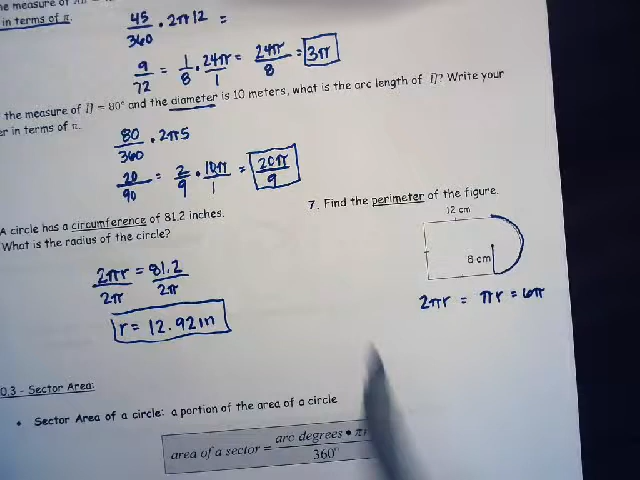 he measure of
in terms of π.
45/360 · 2π12 =
9/72 = 1/8 · 24π/1 = 24π/8 = 3π
the measure of = 80° and the diameter is 10 meters, what is the arc length of ? Write your
er in terms of π.
80/360 · 2π5
20/90 = 2/9 · 10π/1 = 20π/9
A circle has a circumference of 81.2 inches.
What is the radius of the circle?
2πr/2π = 81.2/2π
r = 12.92in
7. Find the perimeter of the figure.
12 cm
8 cm
2πr = πr = 6π
0.3 - Sector Area:
• Sector Area of a circle: a portion of the area of a circle
area of a sector = arc degrees • πr/360°